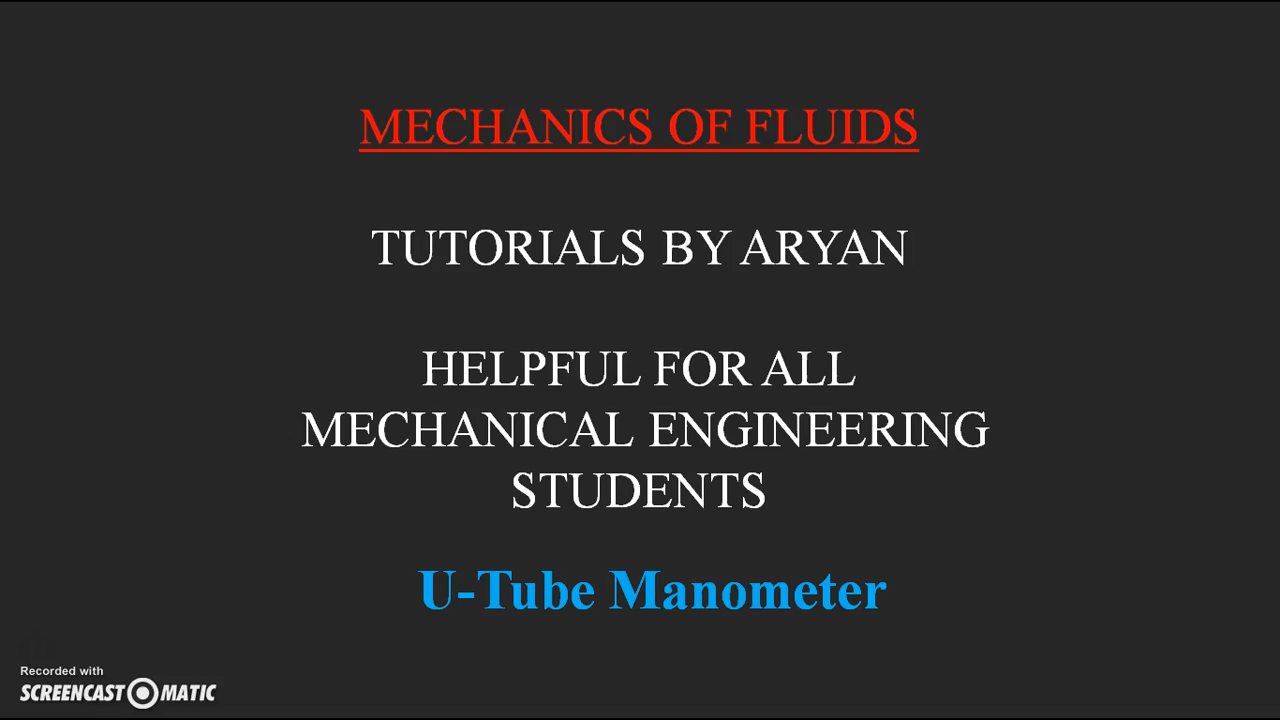 MECHANICS OF FLUIDS
TUTORIALS BY ARYAN
HELPFUL FOR ALL
MECHANICAL ENGINEERING
STUDENTS
U-Tube Manometer
Recorded with
SCREENCAST MATIC